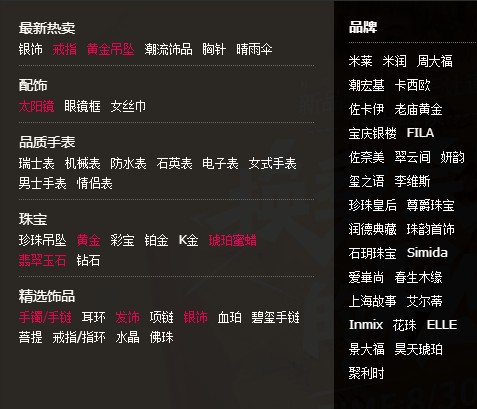 最新热卖
银饰 戒指 黄金吊坠 潮流饰品 胸针 晴雨伞
配饰
太阳镜 眼镜框 女丝巾
品质手表
瑞士表 机械表 防水表 石英表 电子表 女式手表
男士手表 情侣表
珠宝
珍珠吊坠 黄金 彩宝 铂金 K金 琥珀蜜蜡
翡翠玉石 钻石
精选饰品
手镯/手链 耳环 发饰 项链 银饰 血珀 碧玺手链
菩提 戒指/指环 水晶 佛珠
品牌
米莱 米润 周大福
潮宏基 卡西欧
佐卡伊 老庙黄金
宝庆银楼 FILA
佐奈美 翠云间 妍韵
玺之语 李维斯
珍珠皇后 尊爵珠宝
润德典藏 珠韵首饰
石玥珠宝 Simida
爱崋尚 春生木缘
上海故事 艾尔蒂
Inmix 花珠 ELLE
景大福 昊天琥珀
聚利时